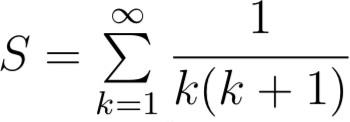 $S = \sum_{k=1}^{\infty} \frac{1}{k(k+1)}$